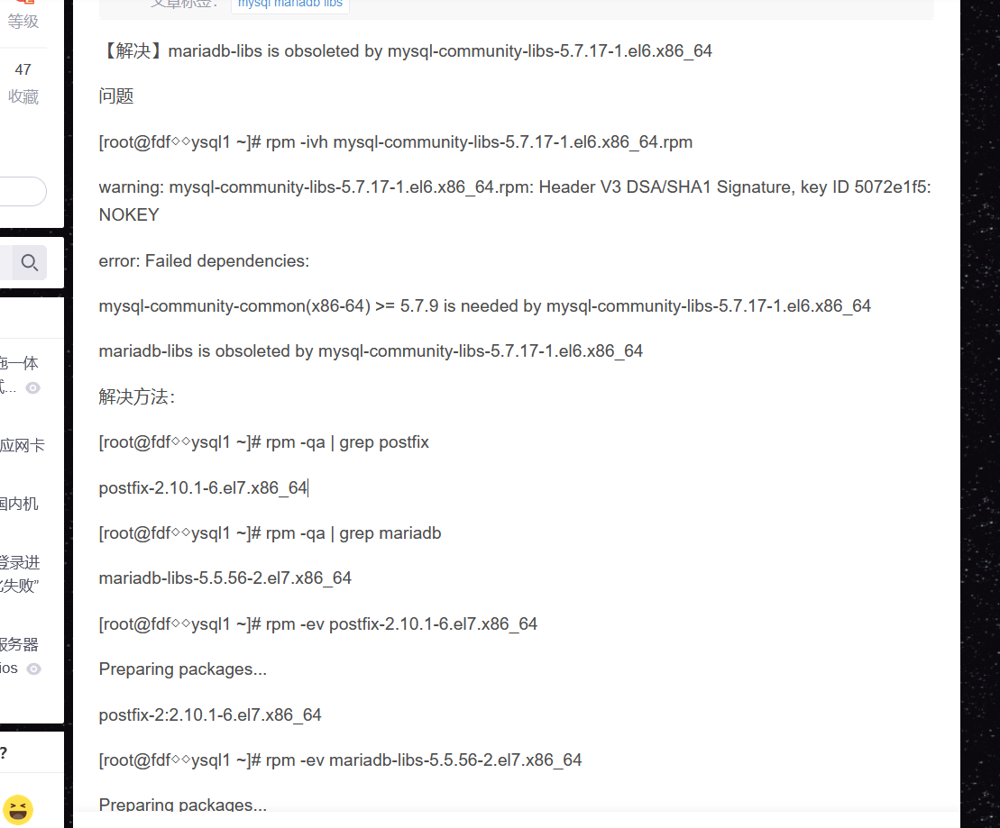 等级
47
收藏
mysql mariadb libs
【解决】mariadb-libs is obsoleted by mysql-community-libs-5.7.17-1.el6.x86_64
问题
[root@fdf◇◇ysql1 ~]# rpm -ivh mysql-community-libs-5.7.17-1.el6.x86_64.rpm
warning: mysql-community-libs-5.7.17-1.el6.x86_64.rpm: Header V3 DSA/SHA1 Signature, key ID 5072e1f5:
NOKEY
error: Failed dependencies:
mysql-community-common(x86-64) >= 5.7.9 is needed by mysql-community-libs-5.7.17-1.el6.x86_64
mariadb-libs is obsoleted by mysql-community-libs-5.7.17-1.el6.x86_64
解决方法：
[root@fdf◇◇ysql1 ~]# rpm -qa | grep postfix
postfix-2.10.1-6.el7.x86_64
[root@fdf◇◇ysql1 ~]# rpm -qa | grep mariadb
mariadb-libs-5.5.56-2.el7.x86_64
[root@fdf◇◇ysql1 ~]# rpm -ev postfix-2.10.1-6.el7.x86_64
Preparing packages...
postfix-2:2.10.1-6.el7.x86_64
[root@fdf◇◇ysql1 ~]# rpm -ev mariadb-libs-5.5.56-2.el7.x86_64
Preparing packages...
一体
...
应网卡
国内机
登录进
失败”
服务器
ios
?